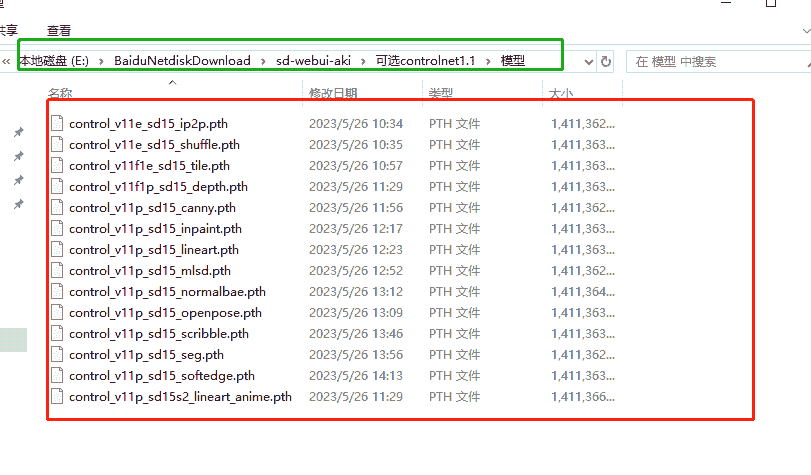 共享 查看
« 本地磁盘 (E:) › BaiduNetdiskDownload › sd-webui-aki › 可选controlnet1.1 › 模型 在 模型 中搜索
名称 修改日期 类型 大小
control_v11e_sd15_ip2p.pth 2023/5/26 10:34 PTH 文件 1,411,362...
control_v11e_sd15_shuffle.pth 2023/5/26 10:35 PTH 文件 1,411,363...
control_v11f1e_sd15_tile.pth 2023/5/26 10:57 PTH 文件 1,411,363...
control_v11f1p_sd15_depth.pth 2023/5/26 11:29 PTH 文件 1,411,363...
control_v11p_sd15_canny.pth 2023/5/26 11:56 PTH 文件 1,411,362...
control_v11p_sd15_inpaint.pth 2023/5/26 12:17 PTH 文件 1,411,363...
control_v11p_sd15_lineart.pth 2023/5/26 12:23 PTH 文件 1,411,363...
control_v11p_sd15_mlsd.pth 2023/5/26 12:52 PTH 文件 1,411,362...
control_v11p_sd15_normalbae.pth 2023/5/26 13:12 PTH 文件 1,411,364...
control_v11p_sd15_openpose.pth 2023/5/26 13:09 PTH 文件 1,411,363...
control_v11p_sd15_scribble.pth 2023/5/26 13:46 PTH 文件 1,411,363...
control_v11p_sd15_seg.pth 2023/5/26 13:56 PTH 文件 1,411,362...
control_v11p_sd15_softedge.pth 2023/5/26 14:13 PTH 文件 1,411,363...
control_v11p_sd15s2_lineart_anime.pth 2023/5/26 11:29 PTH 文件 1,411,366...